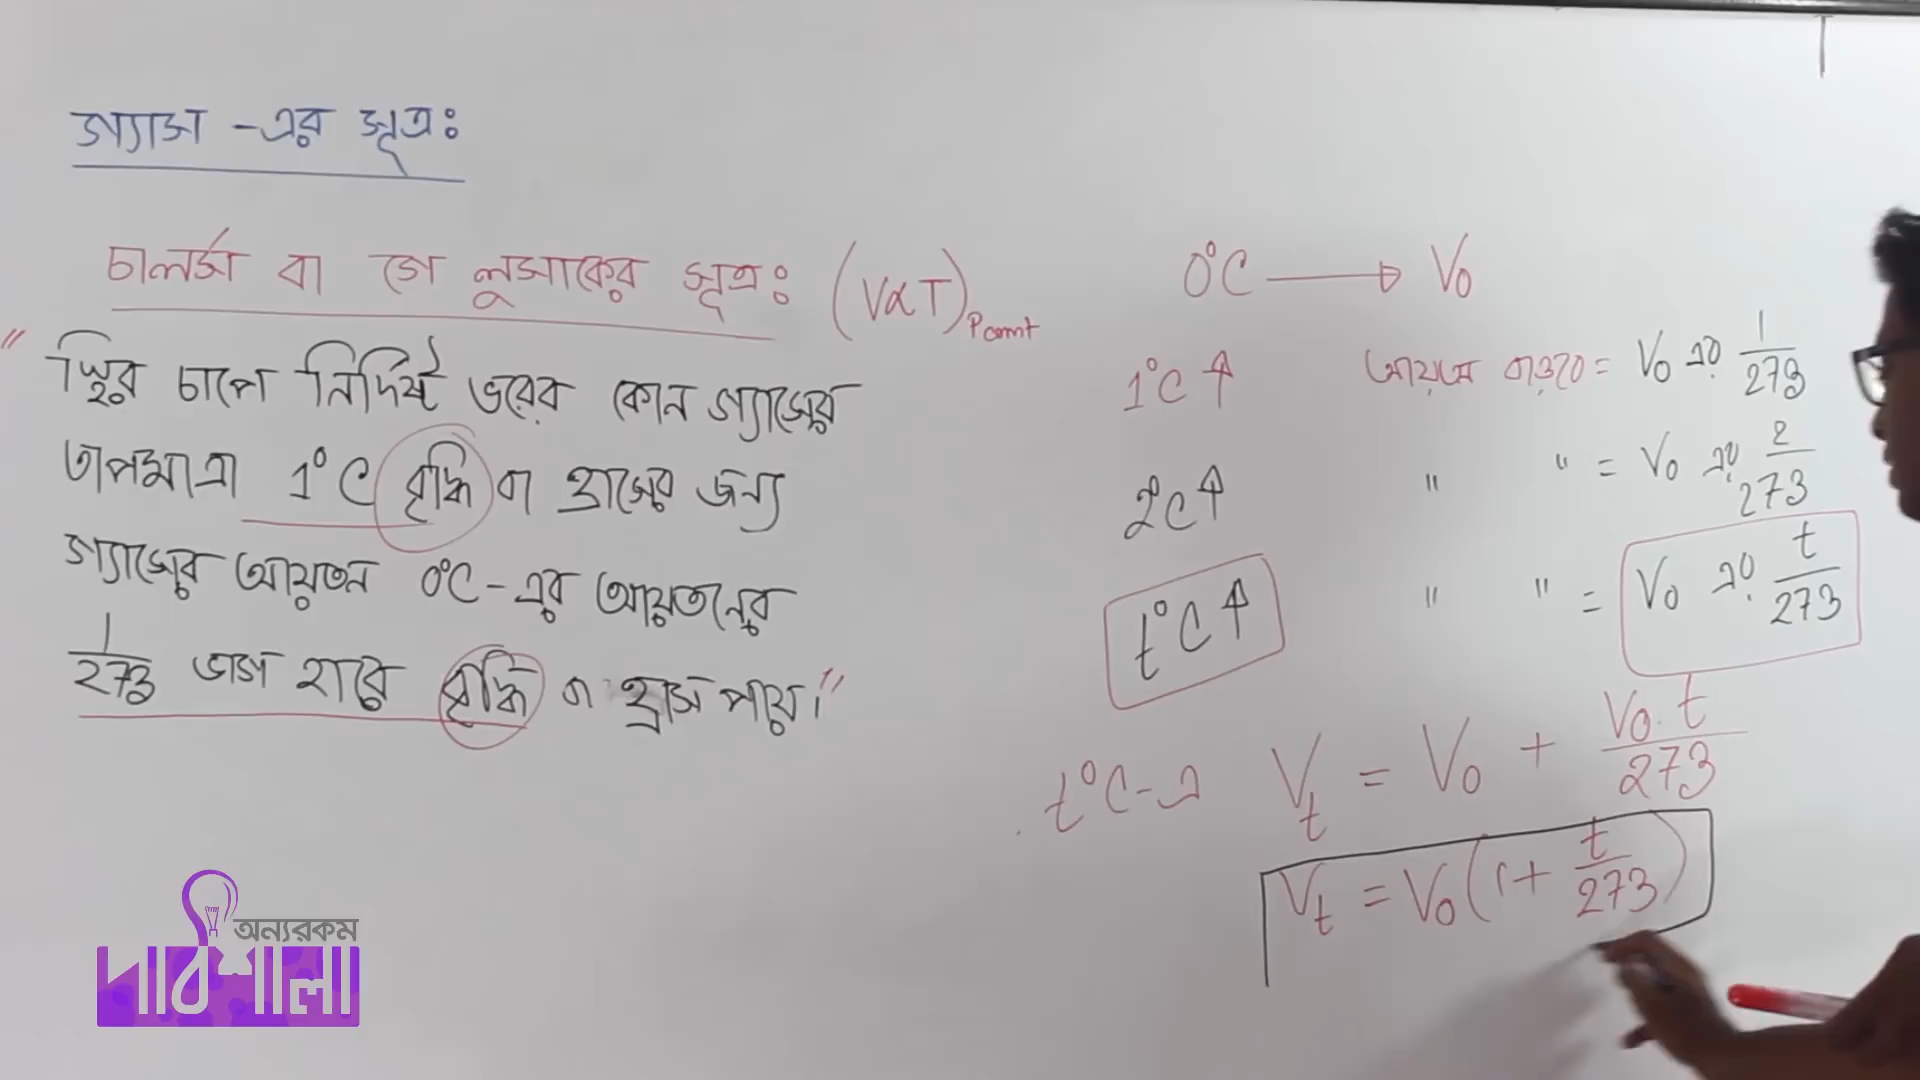 গ্যাস -এর সূত্রঃ
চালর্স বা গে লুসাকের সূত্রঃ (V∝T)P const
"স্থির চাপে নির্দিষ্ট ভরের কোন গ্যাসের
তাপমাত্রা 1°C বৃদ্ধি বা হ্রাসের জন্য
গ্যাসের আয়তন 0°C-এর আয়তনের
1/273 ভাগ হারে বৃদ্ধি বা হ্রাস পায়।"
0°C → V₀
1°C↑ আয়তন বাড়বে = V₀ এর 1/273
2°C↑ " " = V₀ এর 2/273
t°C↑ " " = V₀ এর t/273
t°C-এ Vt = V₀ + V₀.t/273
Vt = V₀(1+t/273)
অন্যরকম
পাঠশালা